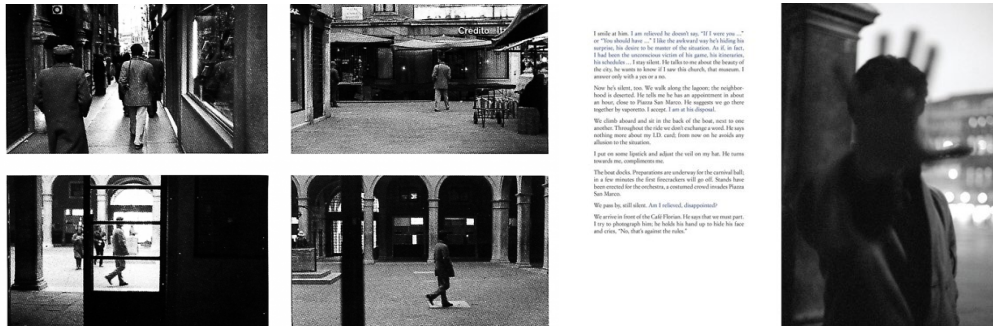 Credito It
I smile at him. I am relieved he doesn't say, "If I were you ..."
or "You should have ..." I like the awkward way he's hiding his
surprise, his desire to be master of the situation. As if, in fact,
I had been the unconscious victim of his game, his itineraries,
his schedules ... I stay silent. He talks to me about the beauty of
the city, he wants to know if I saw this church, that museum. I
answer only with a yes or a no.
Now he's silent, too. We walk along the lagoon; the neighbor-
hood is deserted. He tells me he has an appointment in about
an hour, close to Piazza San Marco. He suggests we go there
together by vaporetto. I accept. I am at his disposal.
We climb aboard and sit in the back of the boat, next to one
another. Throughout the ride we don't exchange a word. He says
nothing more about my I.D. card; from now on he avoids any
allusion to the situation.
I put on some lipstick and adjust the veil on my hat. He turns
towards me, compliments me.
The boat docks. Preparations are underway for the carnival ball;
in a few minutes the first firecrackers will go off. Stands have
been erected for the orchestra, a costumed crowd invades Piazza
San Marco.
We pass by, still silent. Am I relieved, disappointed?
We arrive in front of the Café Florian. He says that we must part.
I try to photograph him; he holds his hand up to hide his face
and cries, "No, that's against the rules."